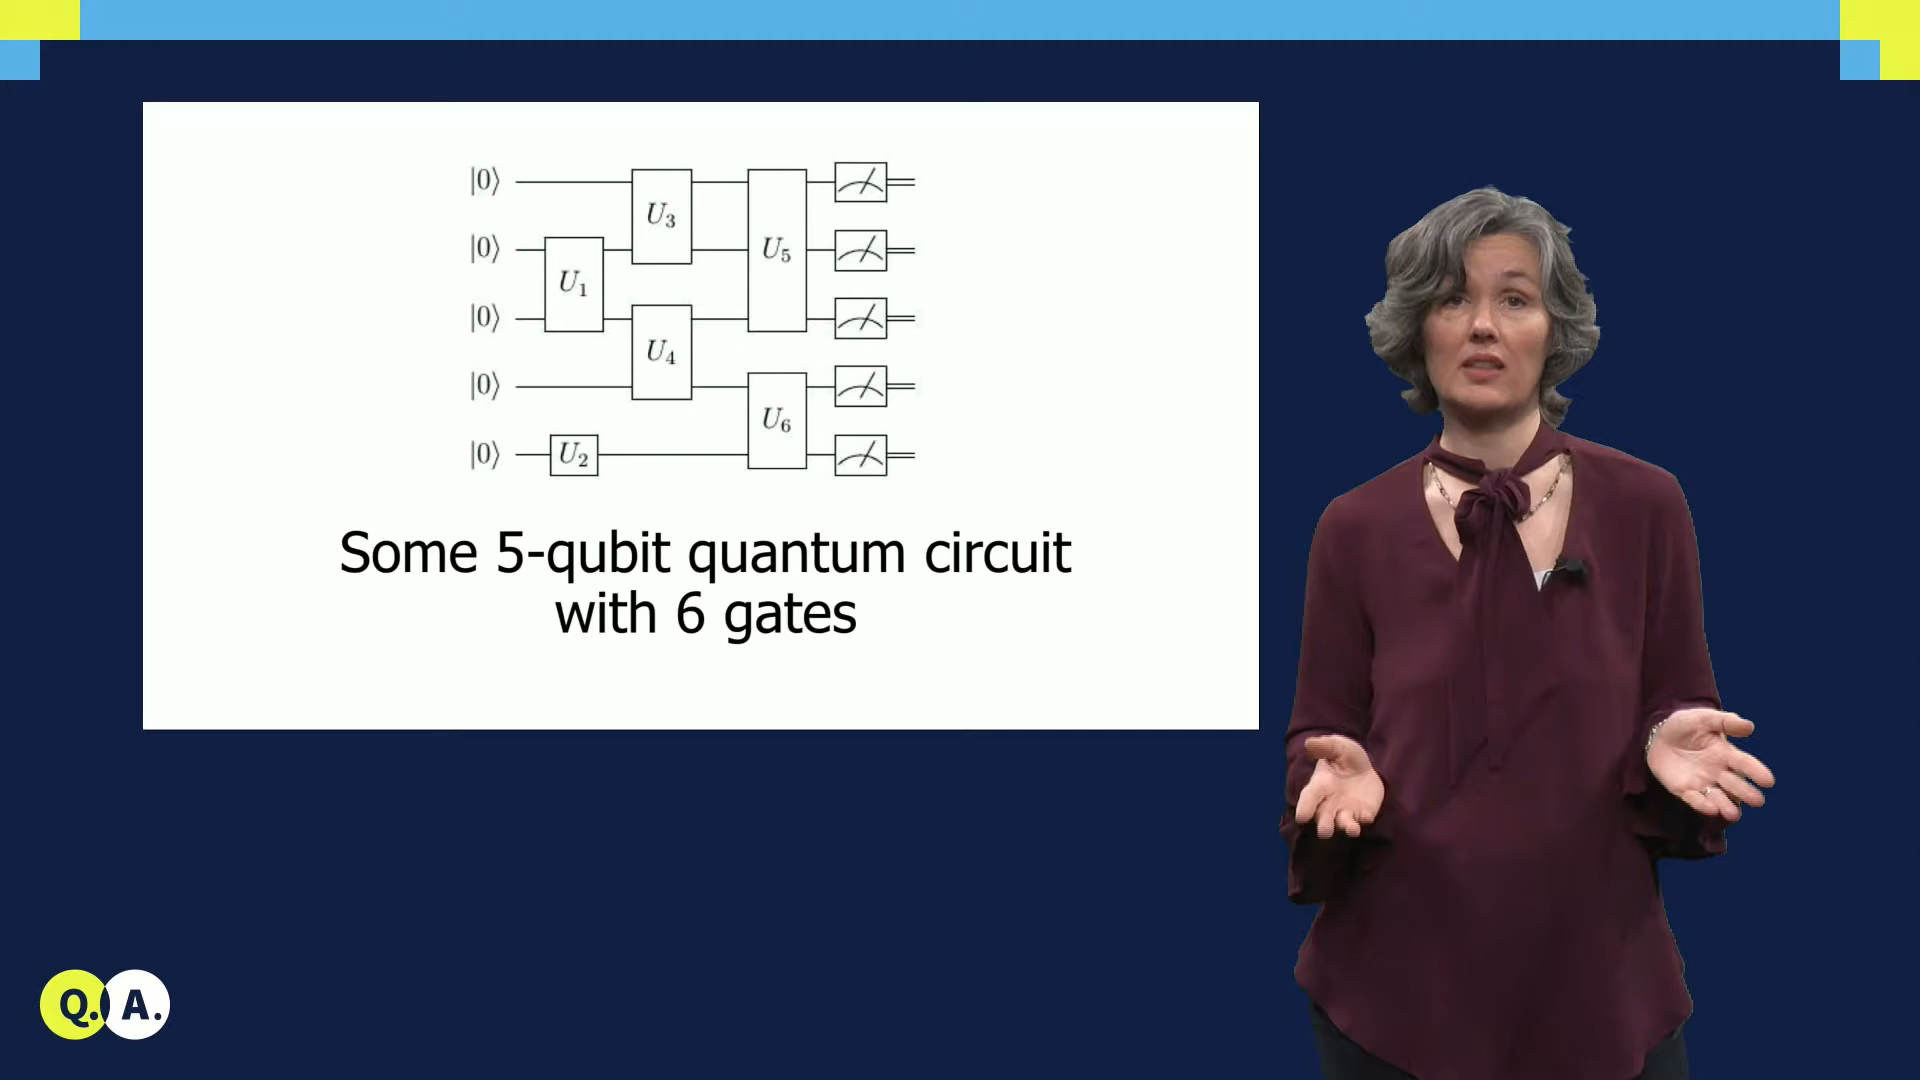 |0⟩
U₃
|0⟩
U₅
U₁
|0⟩
U₄
|0⟩
U₆
|0⟩
U₂
Some 5-qubit quantum circuit
with 6 gates
Q. A.